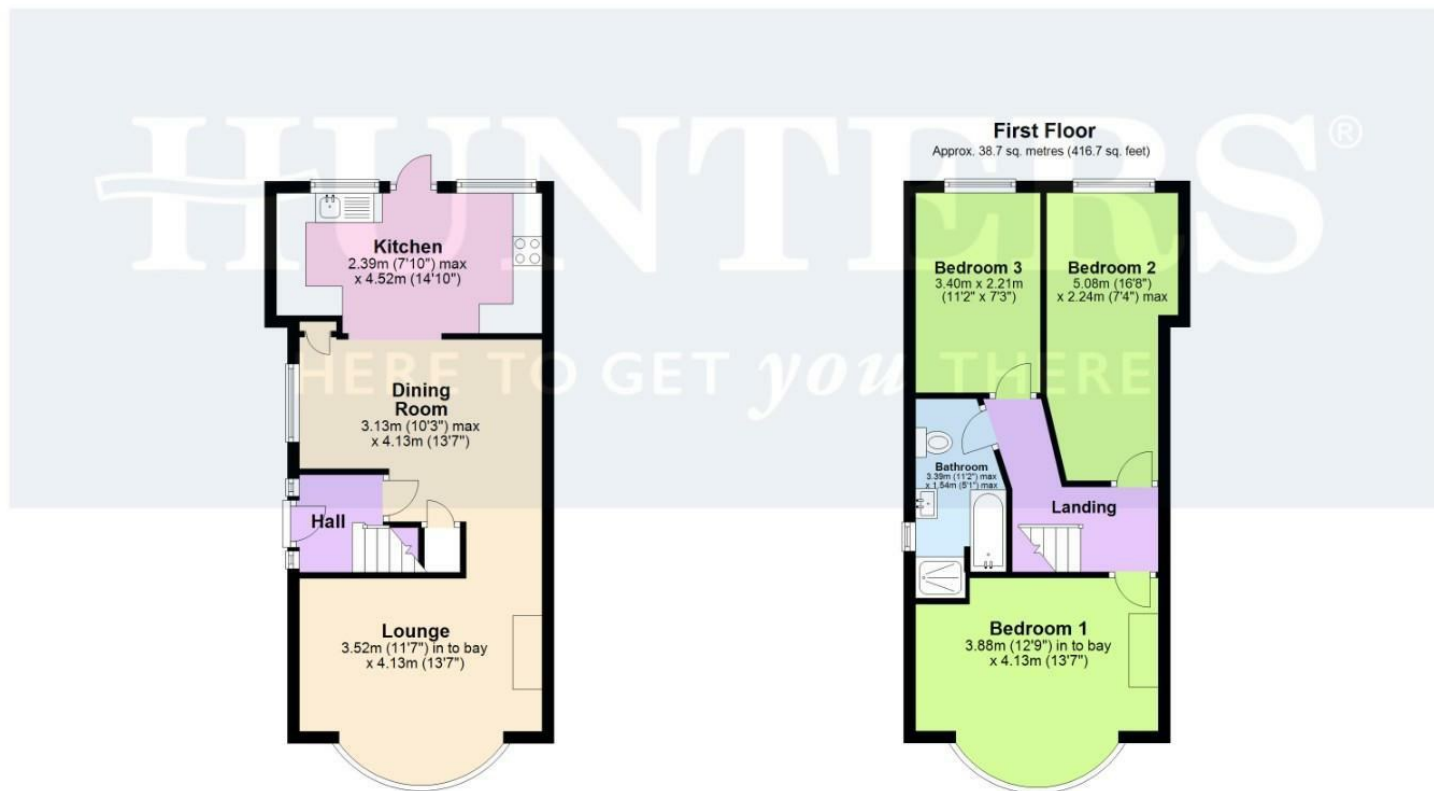 HUNTERS®
HERE TO GET you THERE
Kitchen
2.39m (7'10") max
x 4.52m (14'10")
Dining
Room
3.13m (10'3") max
x 4.13m (13'7")
Hall
Lounge
3.52m (11'7") in to bay
x 4.13m (13'7")
First Floor
Approx. 38.7 sq. metres (416.7 sq. feet)
Bedroom 3
3.40m x 2.21m
(11'2" x 7'3")
Bedroom 2
5.08m (16'8")
x 2.24m (7'4") max
Bathroom
3.39m (11'2") max
x 1.54m (5'1") max
Landing
Bedroom 1
3.88m (12'9") in to bay
x 4.13m (13'7")